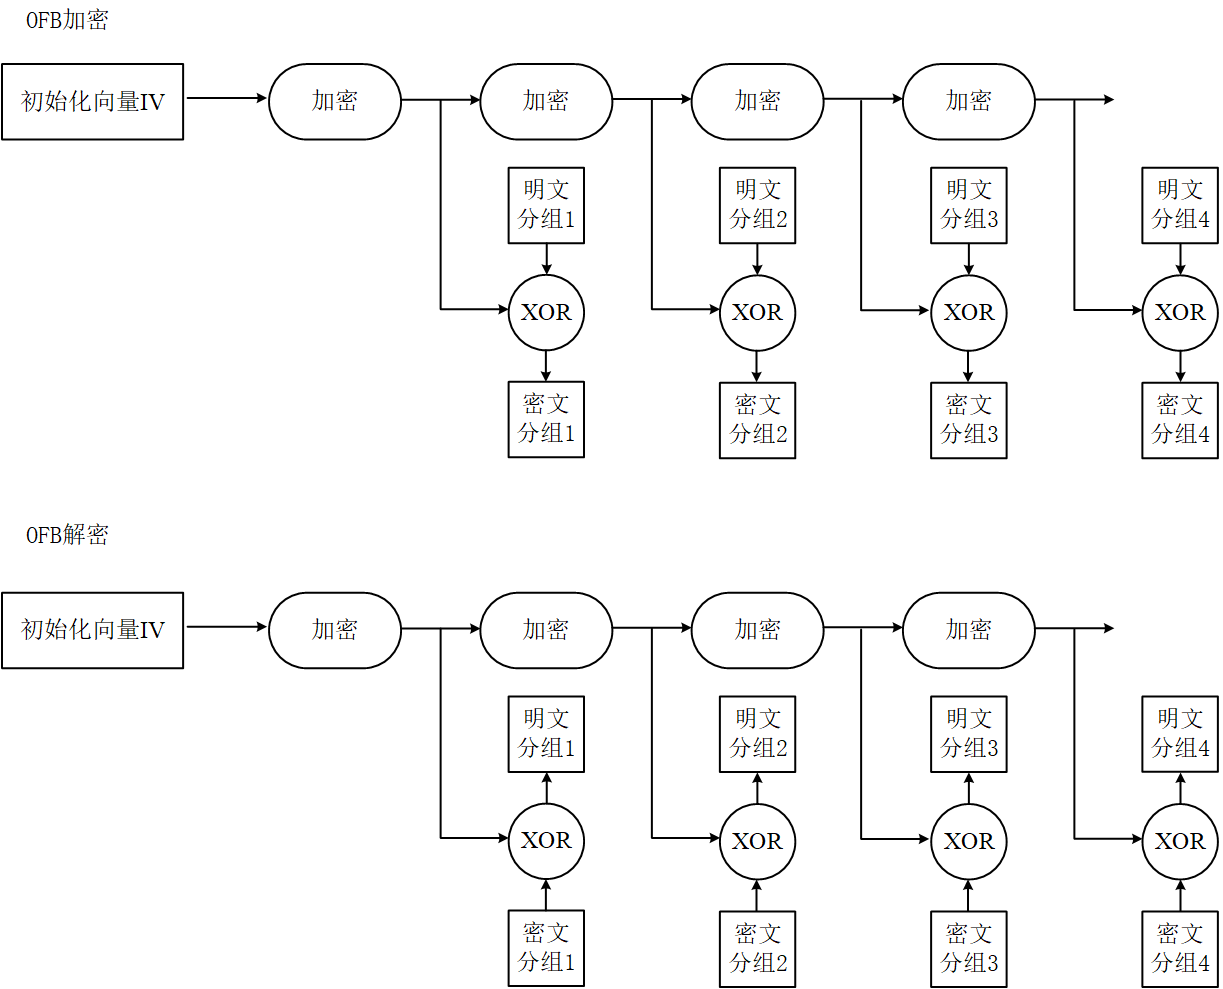 OFB加密
初始化向量IV
加密
加密
加密
加密
明文
分组1
明文
分组2
明文
分组3
明文
分组4
XOR
XOR
XOR
XOR
密文
分组1
密文
分组2
密文
分组3
密文
分组4
OFB解密
初始化向量IV
加密
加密
加密
加密
明文
分组1
明文
分组2
明文
分组3
明文
分组4
XOR
XOR
XOR
XOR
密文
分组1
密文
分组2
密文
分组3
密文
分组4